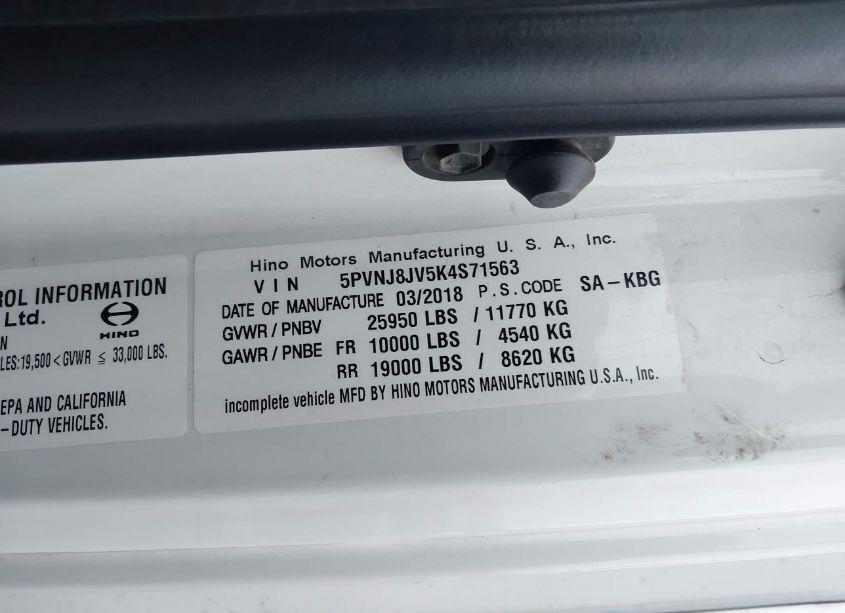 ROL INFORMATION
Ltd.
HINO
N
LES:19,500<GVWR ≤ 33,000 LBS.
EPA AND CALIFORNIA
-DUTY VEHICLES.
Hino Motors Manufacturing U. S. A., Inc.
VIN 5PVNJ8JV5K4S71563
DATE OF MANUFACTURE 03/2018 P.S.CODE SA-KBG
GVWR / PNBV 25950 LBS / 11770 KG
GAWR / PNBE FR 10000 LBS / 4540 KG
RR 19000 LBS / 8620 KG
incomplete vehicle MFD BY HINO MOTORS MANUFACTURING U.S.A., Inc.